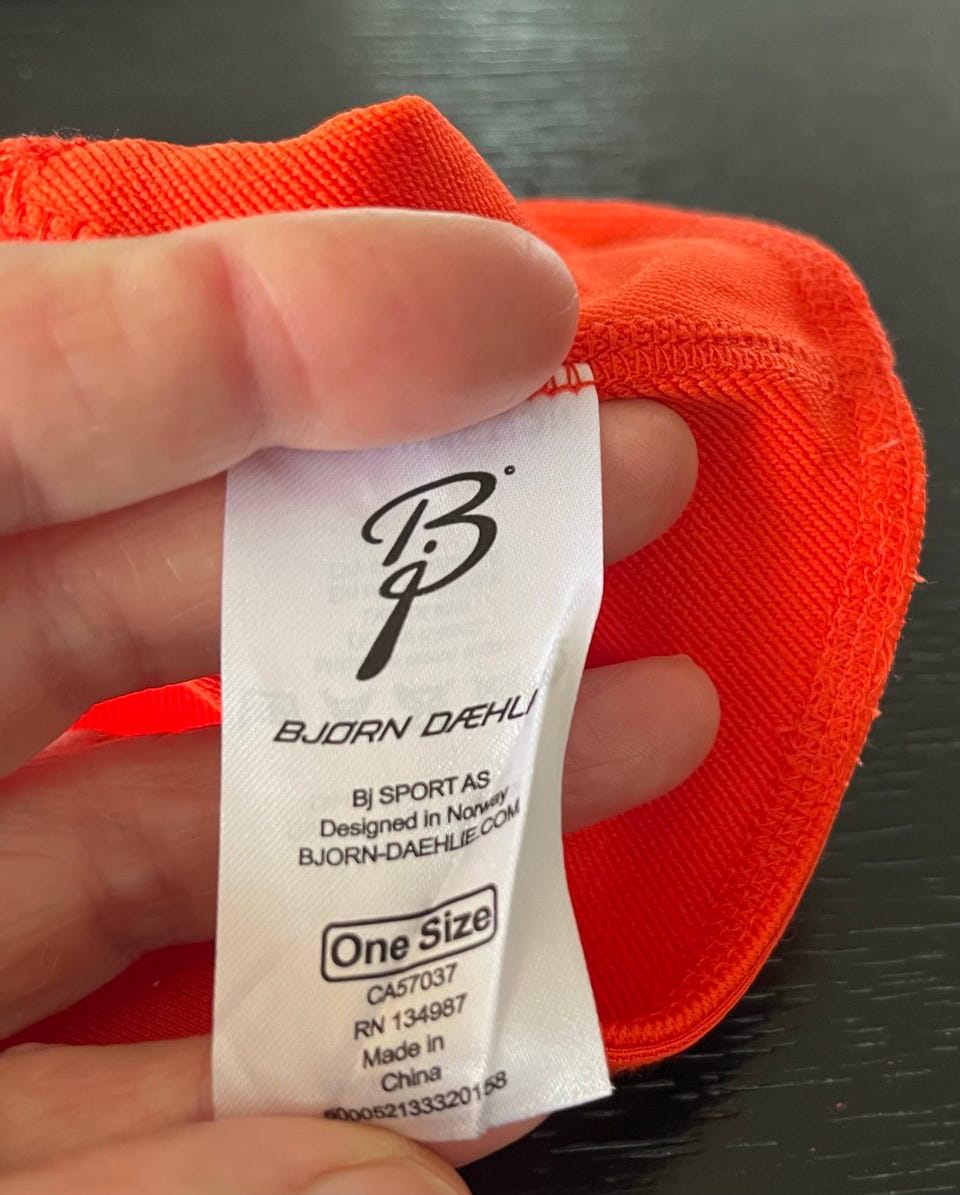 Bj
BJØRN DÆHLI
Bj SPORT AS
Designed in Norway
BJORN-DAEHLIE.COM
One Size
CA57037
RN 134987
Made in
China